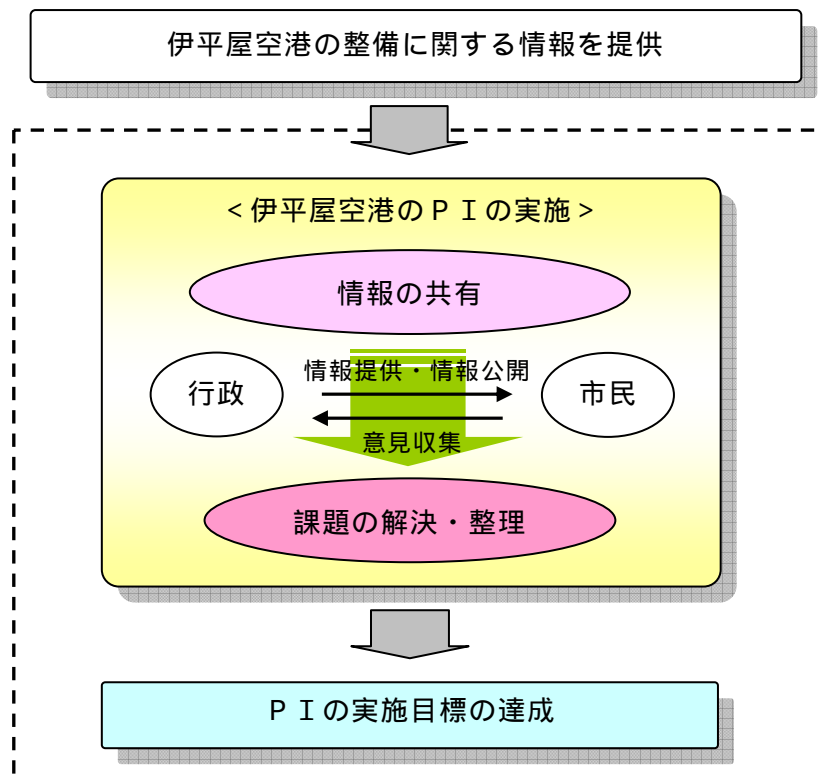 伊平屋空港の整備に関する情報を提供
<伊平屋空港のＰＩの実施>
情報の共有
情報提供・情報公開
行政
市民
意見収集
課題の解決・整理
ＰＩの実施目標の達成